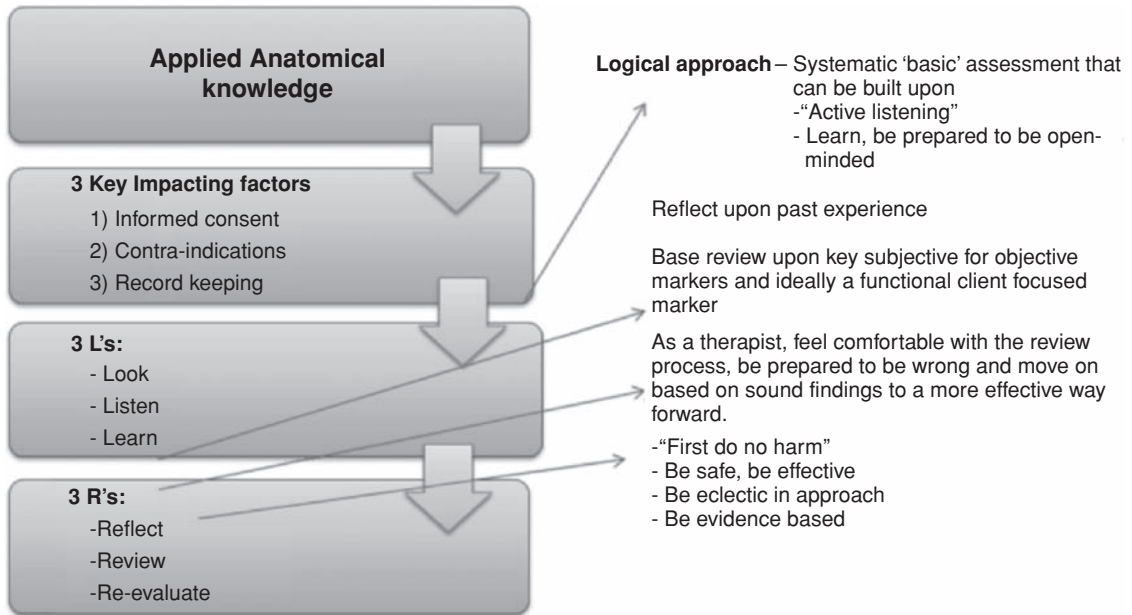 Applied Anatomical
knowledge
3 Key Impacting factors
1) Informed consent
2) Contra-indications
3) Record keeping
3 L's:
- Look
- Listen
- Learn
3 R's:
-Reflect
-Review
-Re-evaluate
Logical approach – Systematic ‘basic’ assessment that
can be built upon
-“Active listening”
- Learn, be prepared to be open-
minded
Reflect upon past experience
Base review upon key subjective for objective
markers and ideally a functional client focused
marker
As a therapist, feel comfortable with the review
process, be prepared to be wrong and move on
based on sound findings to a more effective way
forward.
-“First do no harm”
- Be safe, be effective
- Be eclectic in approach
- Be evidence based